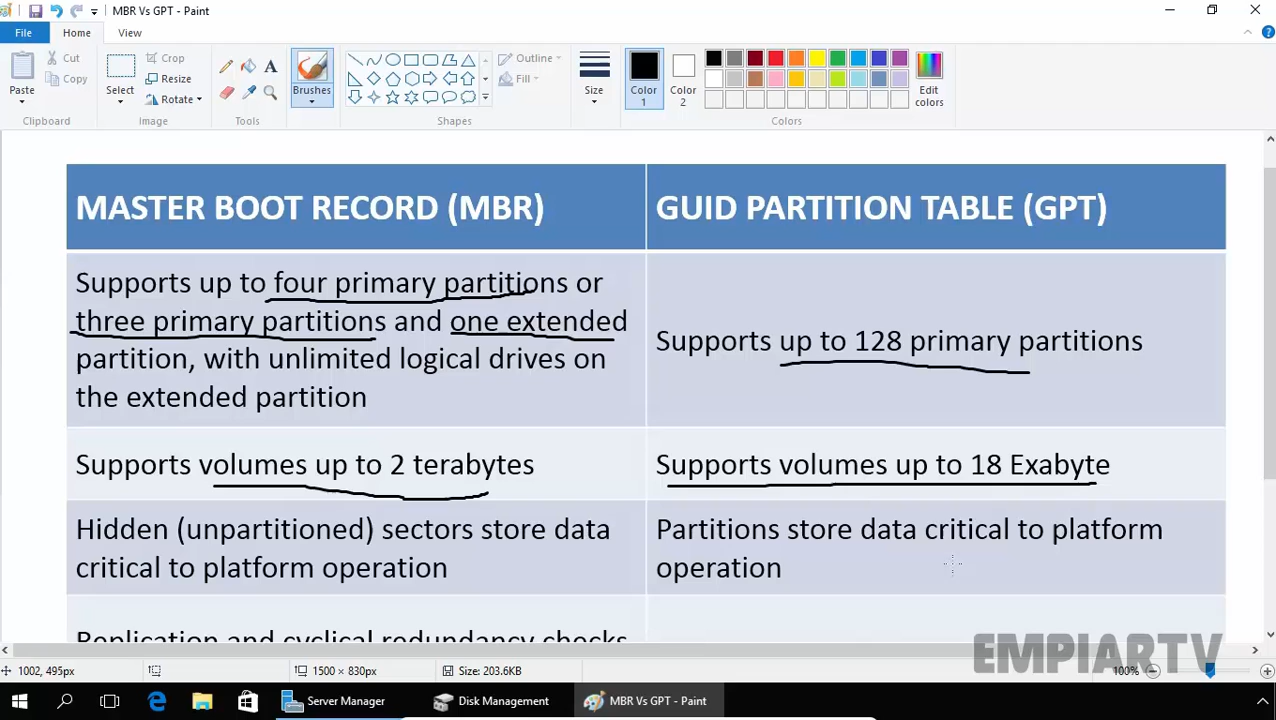 MBR Vs GPT - Paint
File
Home
View
Paste
Cut
Copy
Clipboard
Select
Crop
Resize
Rotate
Image
Tools
Brushes
Shapes
Outline
Fill
Size
Color 1
Color 2
Edit colors
Colors
MASTER BOOT RECORD (MBR)
GUID PARTITION TABLE (GPT)
Supports up to four primary partitions or
three primary partitions and one extended
partition, with unlimited logical drives on
the extended partition
Supports up to 128 primary partitions
Supports volumes up to 2 terabytes
Supports volumes up to 18 Exabyte
Hidden (unpartitioned) sectors store data
critical to platform operation
Partitions store data critical to platform
operation
Replication and cyclical redundancy checks
EMPIARTV
1002, 495px
1500 × 830px
Size: 203.6KB
100%
Server Manager
Disk Management
MBR Vs GPT - Paint